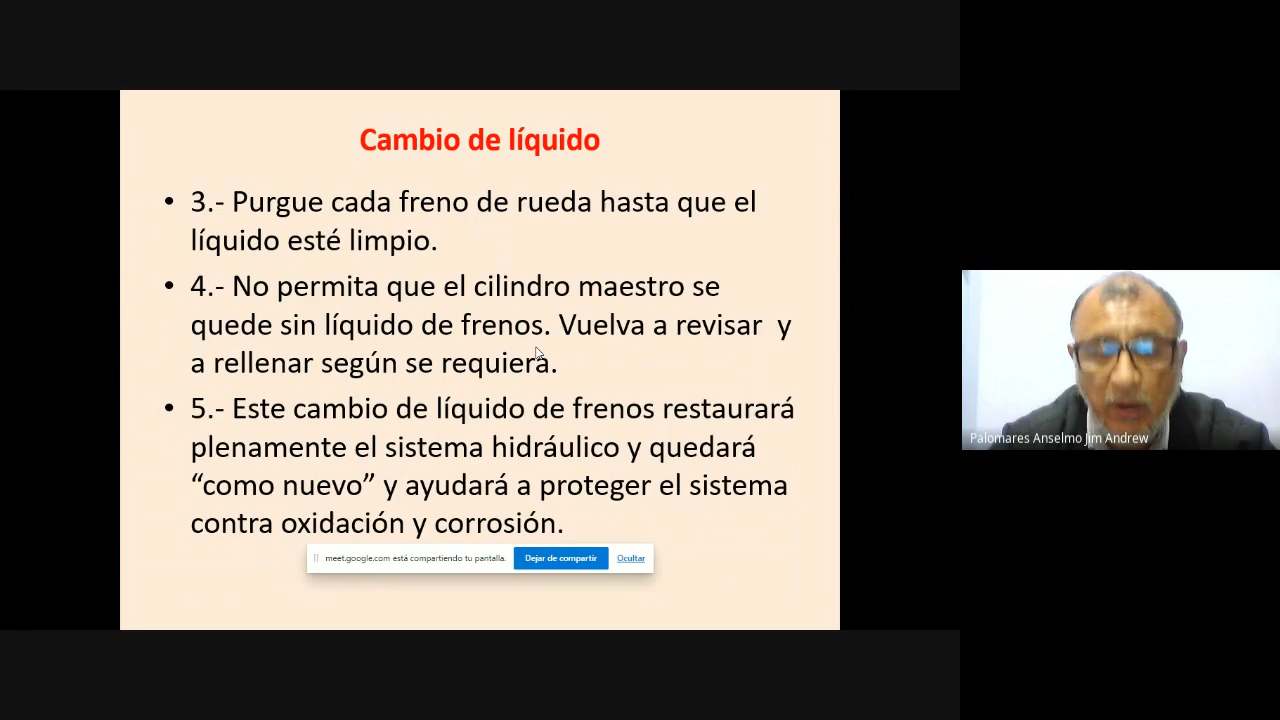 Cambio de líquido
• 3.- Purgue cada freno de rueda hasta que el
líquido esté limpio.
• 4.- No permita que el cilindro maestro se
quede sin líquido de frenos. Vuelva a revisar  y
a rellenar según se requiera.
• 5.- Este cambio de líquido de frenos restaurará
plenamente el sistema hidráulico y quedará
“como nuevo” y ayudará a proteger el sistema
contra oxidación y corrosión.
meet.google.com está compartiendo tu pantalla. Dejar de compartir Ocultar
Palomares Anselmo Jim Andrew